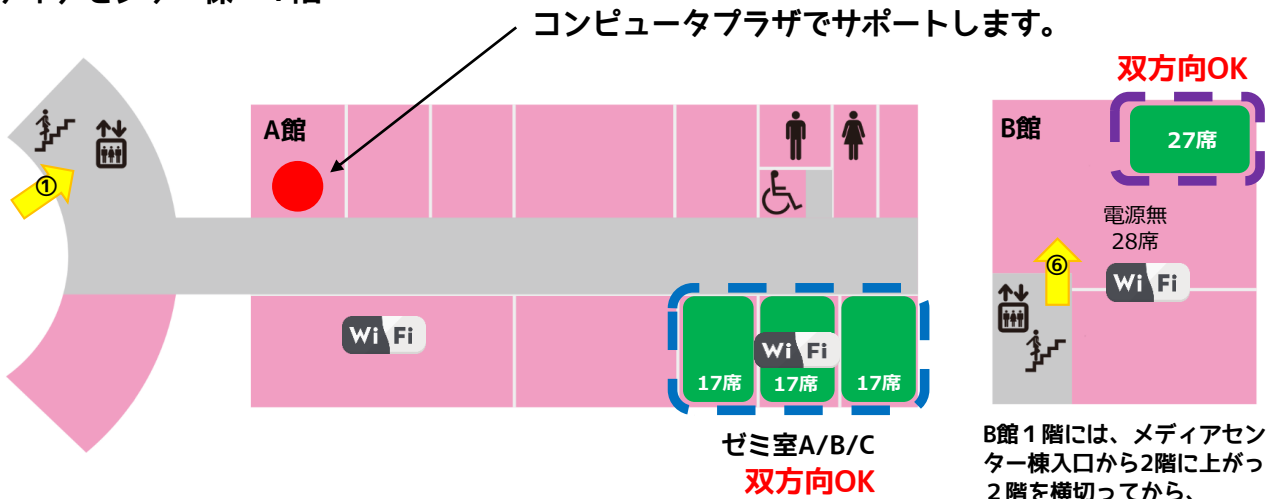 コンピュータプラザでサポートします。
双方向OK
A館
B館
27席
①
電源無
28席
⑥
Wi Fi
Wi Fi
Wi Fi
17席
17席
17席
ゼミ室A/B/C
双方向OK
B館１階には、メディアセン
ター棟入口から2階に上がっ
２階を横切ってから、